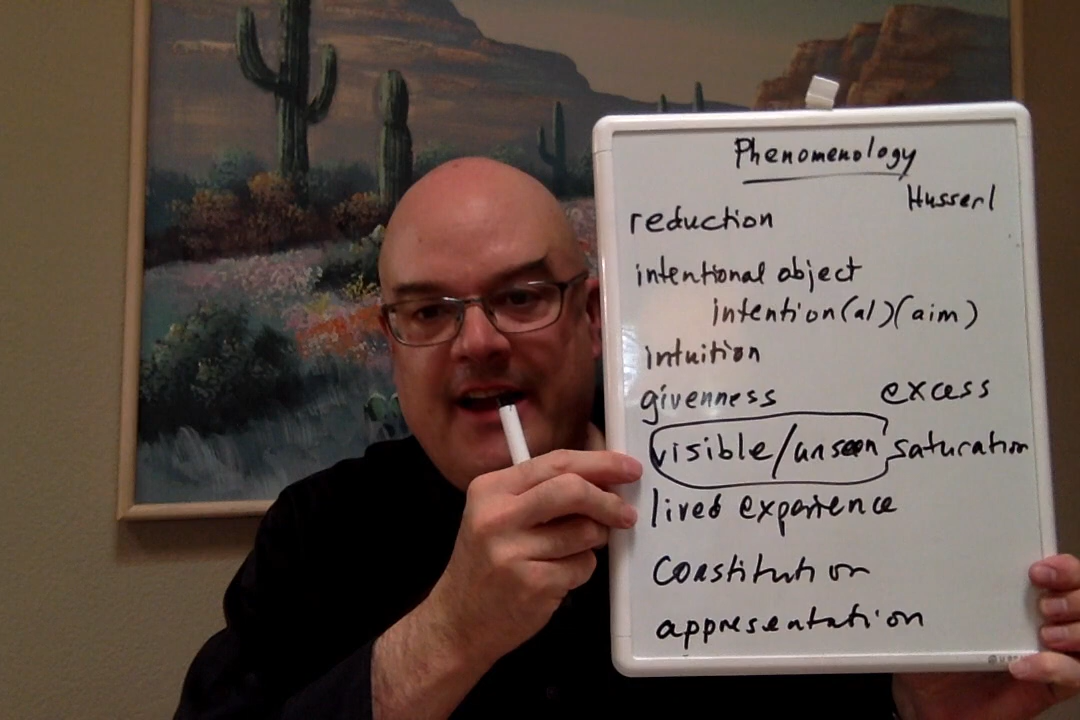 Phenomenology
Husserl
reduction
intentional object
intention(al)(aim)
intuition
givenness excess
visible/unseen saturation
lived experience
Constitution
appresentation